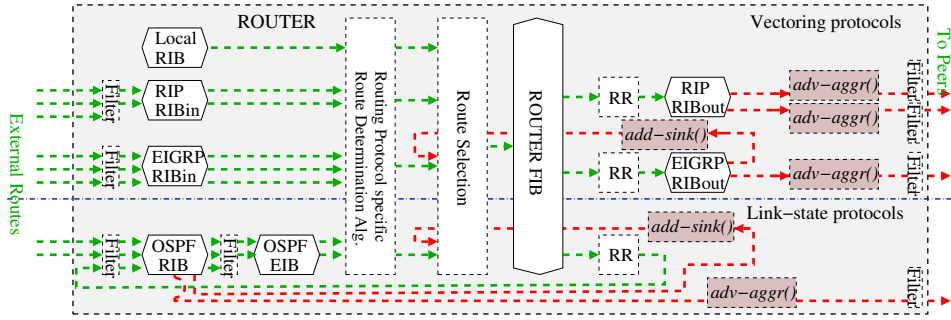 ROUTER
Vectoring protocols
To Peers
External Routes
Local
RIB
Filter
RIP
RIBin
Filter
EIGRP
RIBin
Filter
OSPF
RIB
Filter
OSPF
EIB
Routing Protocol specific
Route Determination Alg.
Route Selection
ROUTER FIB
RR
RIP
RIBout
adv-aggr()
Filter
adv-aggr()
Filter
add-sink()
RR
EIGRP
RIBout
adv-aggr()
Filter
Link-state protocols
add-sink()
RR
adv-aggr()
Filter